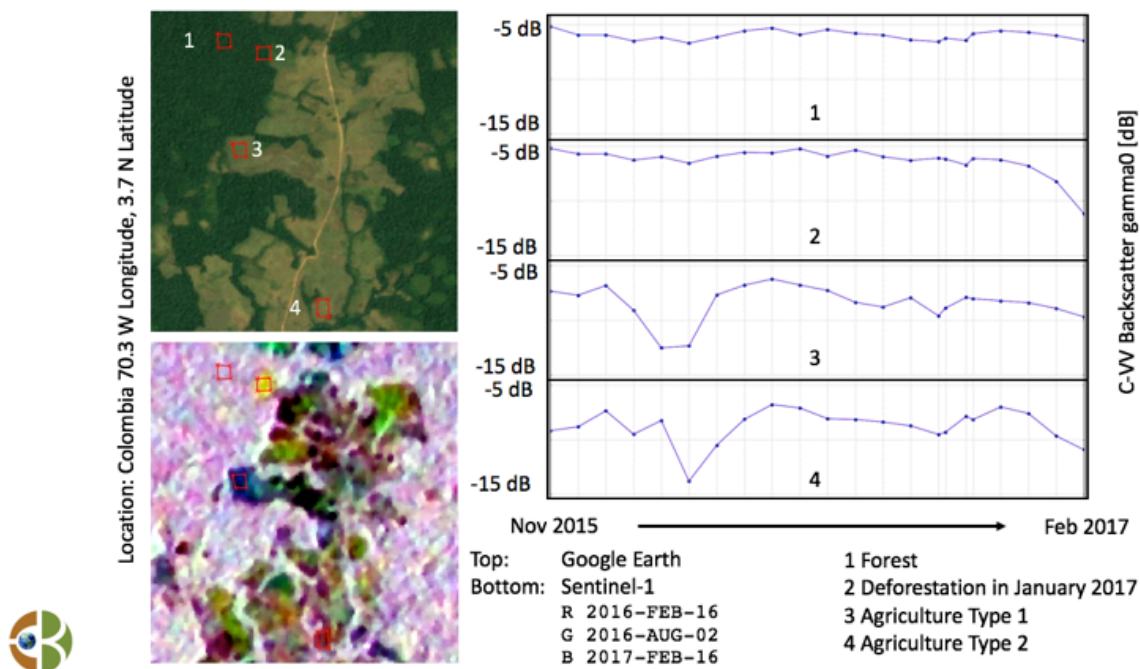 Location: Colombia 70.3 W Longitude, 3.7 N Latitude
1
2
3
4
-5 dB
1
-15 dB
-5 dB
2
-15 dB
-5 dB
3
-15 dB
-5 dB
4
-15 dB
C-VV Backscatter gamma0 [dB]
Nov 2015
Feb 2017
Top: Google Earth
Bottom: Sentinel-1
R 2016-FEB-16
G 2016-AUG-02
B 2017-FEB-16
1 Forest
2 Deforestation in January 2017
3 Agriculture Type 1
4 Agriculture Type 2